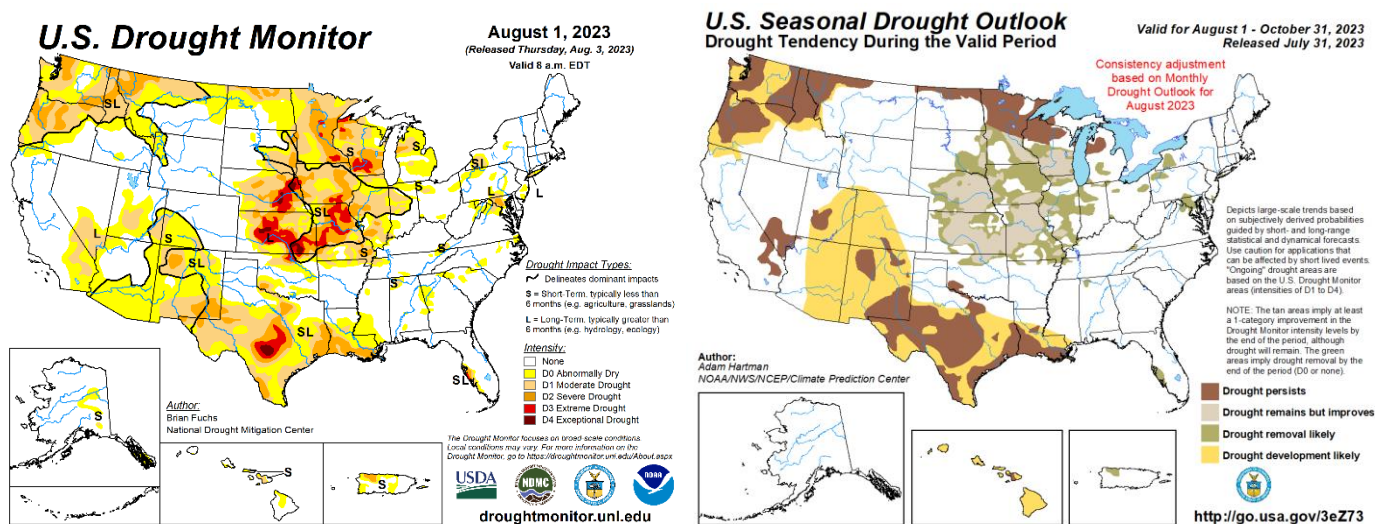 U.S. Drought Monitor
August 1, 2023
(Released Thursday, Aug. 3, 2023)
Valid 8 a.m. EDT
SL
S
SL
L
S
L
S
SL
L
S
S
S
L
S
SL
S
SL
Drought Impact Types:
Delineates dominant impacts
S = Short-Term, typically less than
6 months (e.g. agriculture, grasslands)
L = Long-Term, typically greater than
6 months (e.g. hydrology, ecology)
Intensity:
None
D0 Abnormally Dry
D1 Moderate Drought
D2 Severe Drought
D3 Extreme Drought
D4 Exceptional Drought
S
Author:
Brian Fuchs
National Drought Mitigation Center
S
S
The Drought Monitor focuses on broad-scale conditions.
Local conditions may vary. For more information on the
Drought Monitor, go to https://droughtmonitor.unl.edu/About.aspx
USDA
NDMC
NOAA
droughtmonitor.unl.edu
U.S. Seasonal Drought Outlook
Drought Tendency During the Valid Period
Valid for August 1 - October 31, 2023
Released July 31, 2023
Consistency adjustment
based on Monthly
Drought Outlook for
August 2023
Depicts large-scale trends based
on subjectively derived probabilities
guided by short- and long-range
statistical and dynamical forecasts.
Use caution for applications that
can be affected by short lived events.
"Ongoing" drought areas are
based on the U.S. Drought Monitor
areas (intensities of D1 to D4).
NOTE: The tan areas imply at least
a 1-category improvement in
the Drought Monitor intensity levels by
the end of the period, although
drought will remain. The green
areas imply drought removal by the
end of the period (D0 or none).
Author:
Adam Hartman
NOAA/NWS/NCEP/Climate Prediction Center
Drought persists
Drought remains but improves
Drought removal likely
Drought development likely
http://go.usa.gov/3eZ73